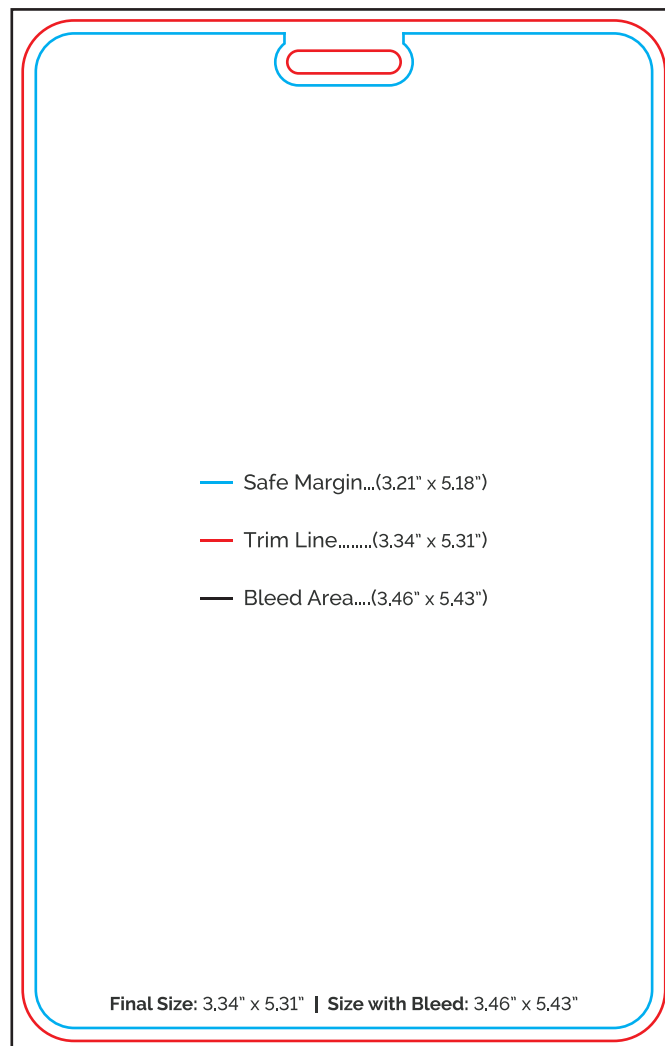 Safe Margin...(3.21” x 5.18”)
Trim Line........(3.34” x 5.31”)
Bleed Area....(3.46” x 5.43”)
Final Size: 3.34” x 5.31” | Size with Bleed: 3.46” x 5.43”